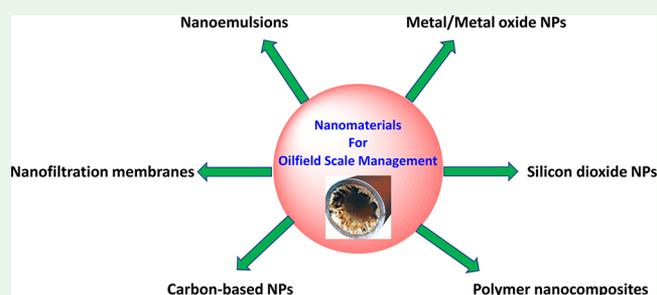 Nanoemulsions
Metal/Metal oxide NPs
Nanomaterials
For
Oilfield Scale Management
Nanofiltration membranes
Silicon dioxide NPs
Carbon-based NPs
Polymer nanocomposites